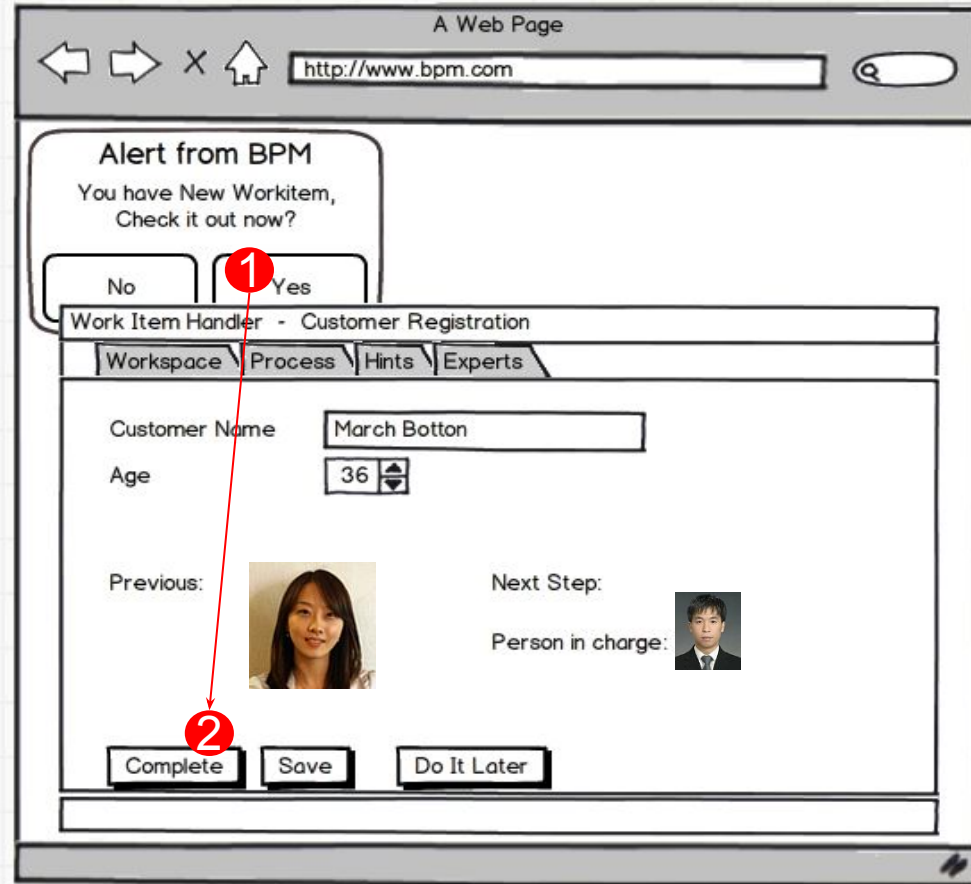 A Web Page
http://www.bpm.com
Alert from BPM
You have New Workitem,
Check it out now?
1
No Yes
Work Item Handler - Customer Registration
Workspace Process Hints Experts
Customer Name March Botton
Age 36
Previous: Next Step:
Person in charge:
2
Complete Save Do It Later